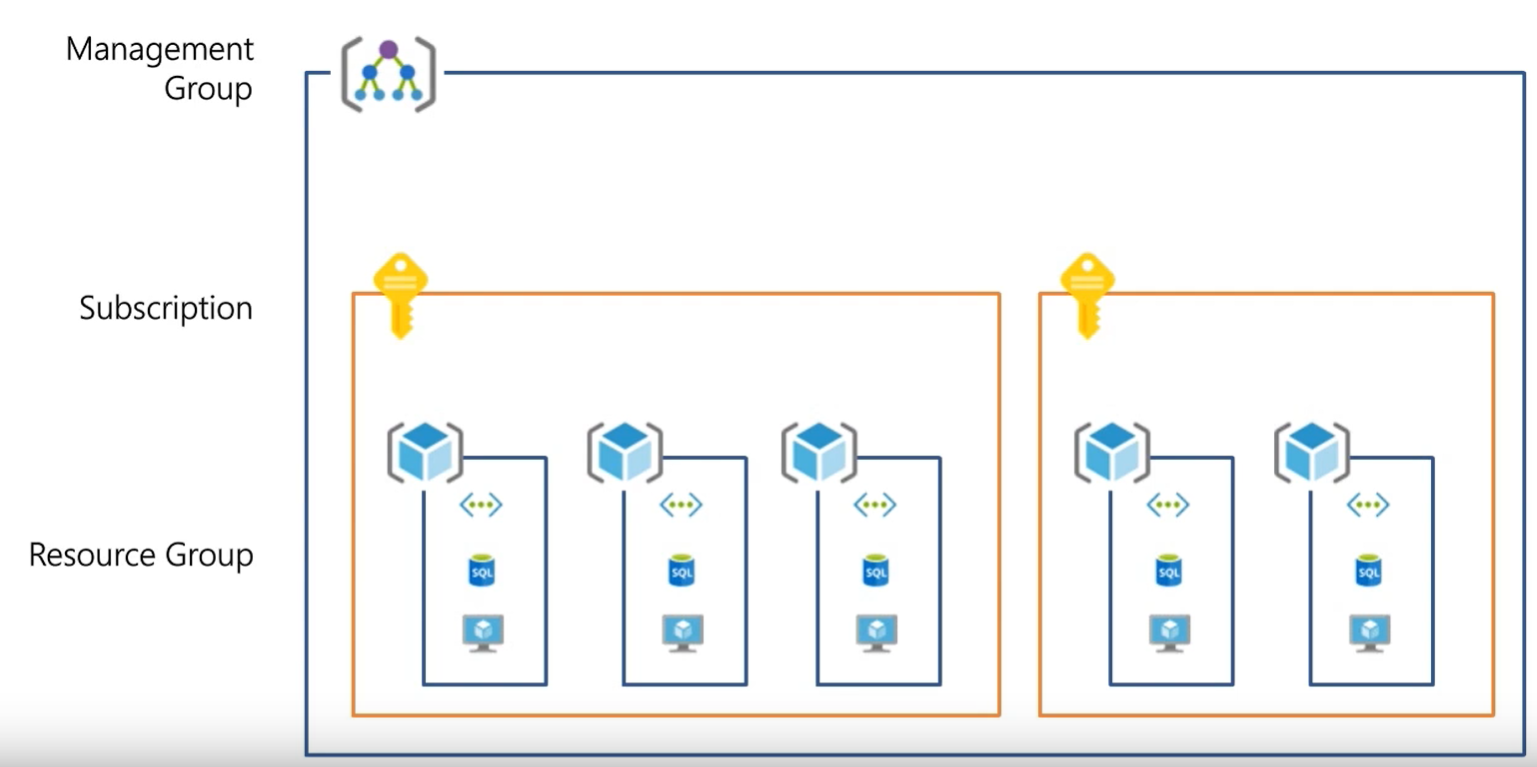 Management
Group
Subscription
Resource Group
SQL
SQL
SQL
SQL
SQL